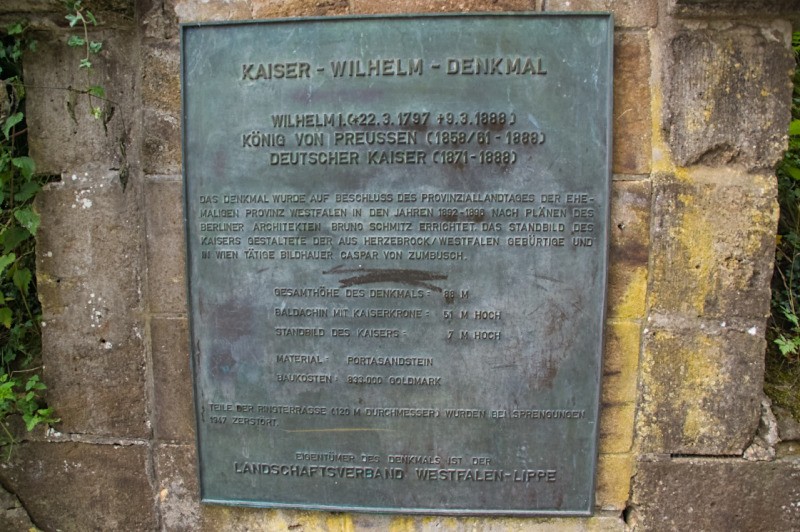 KAISER - WILHELM - DENKMAL
WILHELM I. (*22.3.1797 +9.3.1888)
KÖNIG VON PREUSSEN (1858/61 - 1888)
DEUTSCHER KAISER (1871-1888)
DAS DENKMAL WURDE AUF BESCHLUSS DES PROVINZIALLANDTAGES DER EHE-
MALIGEN PROVINZ WESTFALEN IN DEN JAHREN 1892-1896 NACH PLÄNEN DES
BERLINER ARCHITEKTEN BRUNO SCHMITZ ERRICHTET. DAS STANDBILD DES
KAISERS GESTALTETE DER AUS HERZEBROCK/WESTFALEN GEBÜRTIGE UND
IN WIEN TÄTIGE BILDHAUER CASPAR VON ZUMBUSCH.
GESAMTHÖHE DES DENKMALS = 88 M
BALDACHIN MIT KAISERKRONE = 51 M HOCH
STANDBILD DES KAISERS = 7 M HOCH
MATERIAL = PORTASANDSTEIN
BAUKOSTEN = 833.000 GOLDMARK
TEILE DER RINGTERRASSE (120 M DURCHMESSER) WURDEN BEI SPRENGUNGEN
1947 ZERSTÖRT.
EIGENTÜMER DES DENKMALS IST DER
LANDSCHAFTSVERBAND WESTFALEN-LIPPE